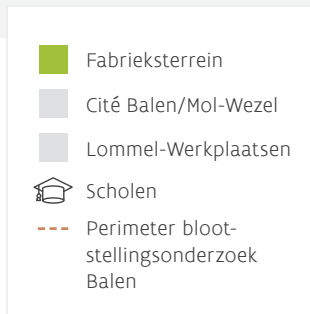 Fabrieksterrein
Cité Balen/Mol-Wezel
Lommel-Werkplaatsen
Scholen
Perimeter bloot-
stellingsonderzoek
Balen